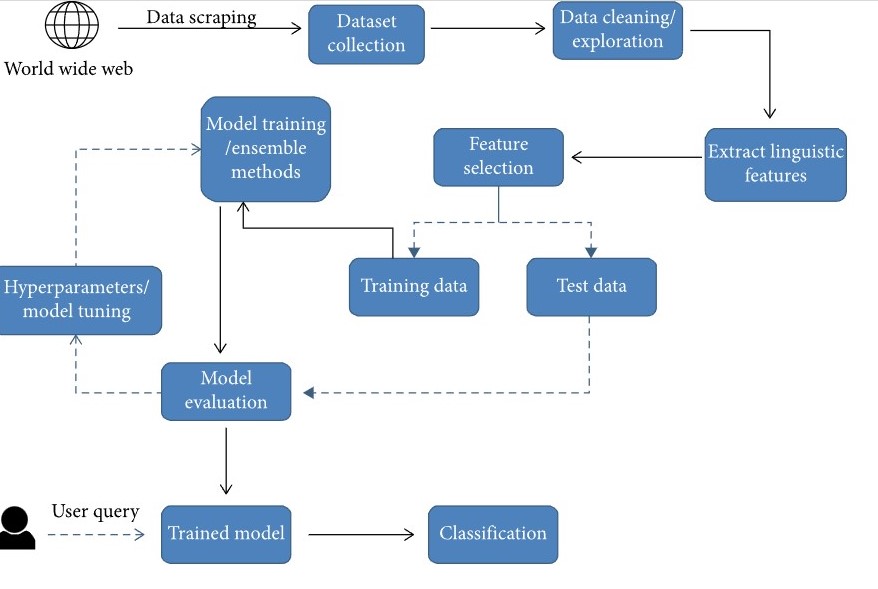 Data scraping
World wide web
Dataset
collection
Data cleaning/
exploration
Model training
/ensemble
methods
Feature
selection
Extract linguistic
features
Hyperparameters/
model tuning
Training data
Test data
Model
evaluation
User query
Trained model
Classification